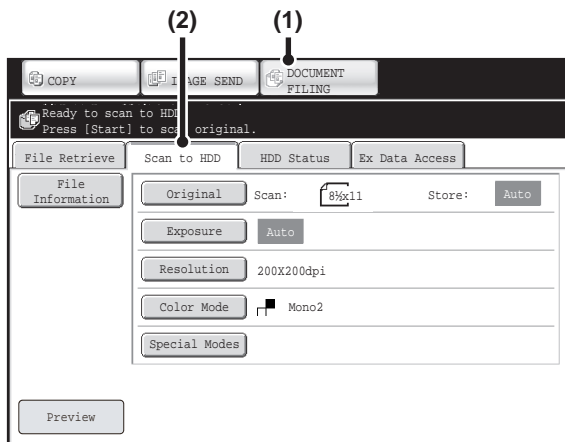 (2) (1)
COPY
IMAGE SEND
DOCUMENT
FILING
Ready to scan to HDD.
Press [Start] to scan original.
File Retrieve
Scan to HDD
HDD Status
Ex Data Access
File
Information
Original Scan: 8½x11 Store: Auto
Exposure Auto
Resolution 200X200dpi
Color Mode Mono2
Special Modes
Preview